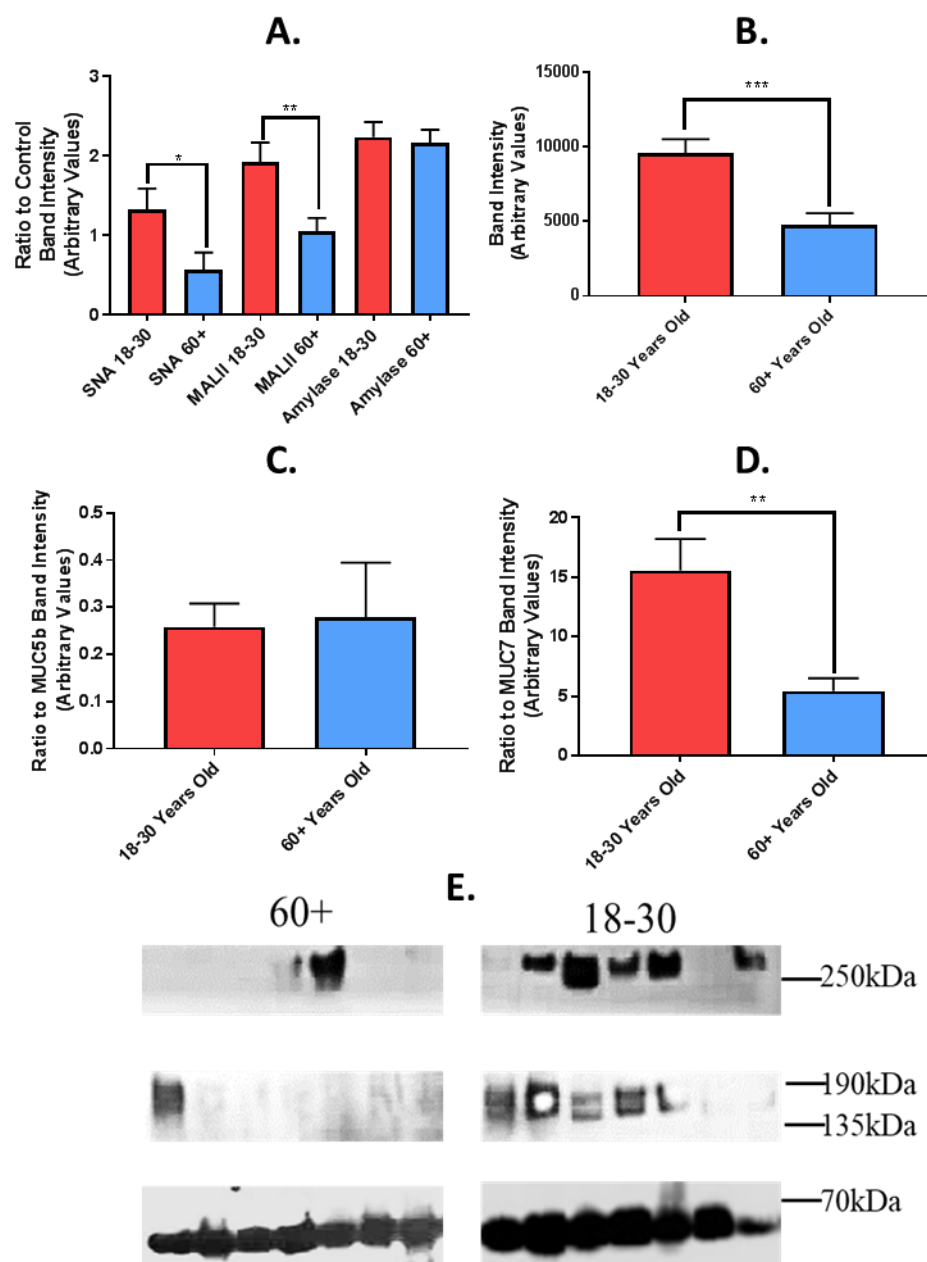 A.
Ratio to Control
Band Intensity
(Arbitrary Values)
3
2
1
0
*
**
SNA 18-30
SNA 60+
MALII 18-30
MALII 60+
Amylase 18-30
Amylase 60+
B.
Band Intensity
(Arbitrary Values)
15000
10000
5000
0
***
18-30 Years Old
60+ Years Old
C.
Ratio to MUC5b Band Intensity
(Arbitrary Values)
0.5
0.4
0.3
0.2
0.1
0.0
18-30 Years Old
60+ Years Old
D.
Ratio to MUC7 Band Intensity
(Arbitrary Values)
20
15
10
5
0
**
18-30 Years Old
60+ Years Old
E.
60+
18-30
250kDa
190kDa
135kDa
70kDa